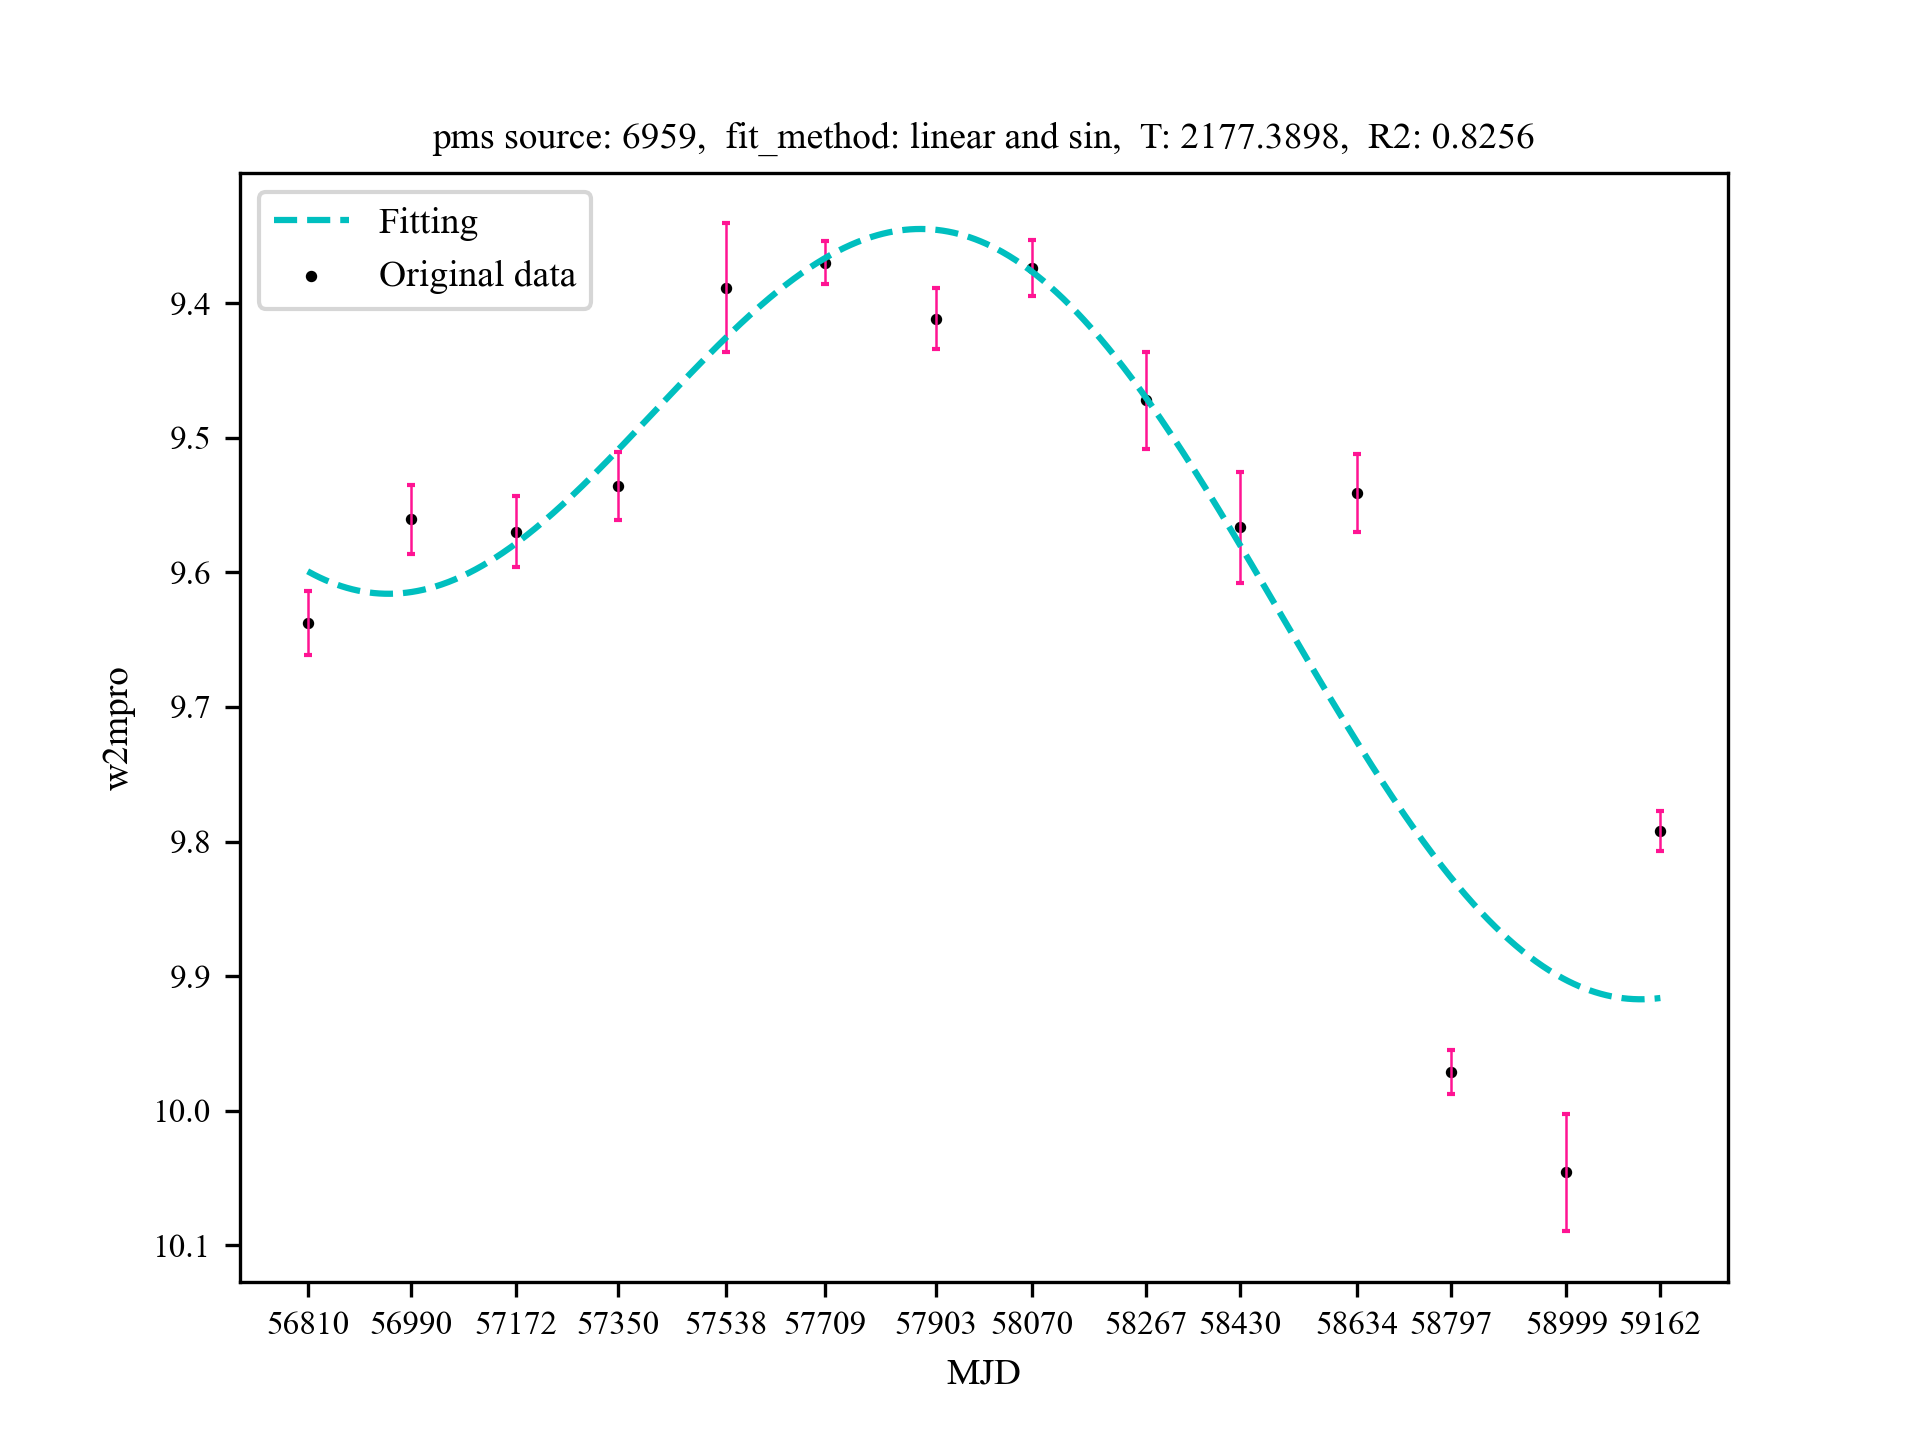 pms source: 6959,  fit_method: linear and sin,  T: 2177.3898,  R2: 0.8256
Fitting
Original data
9.4
9.5
9.6
9.7
9.8
9.9
10.0
10.1
w2mpro
56810 56990 57172 57350 57538 57709 57903 58070 58267 58430 58634 58797 58999 59162
MJD